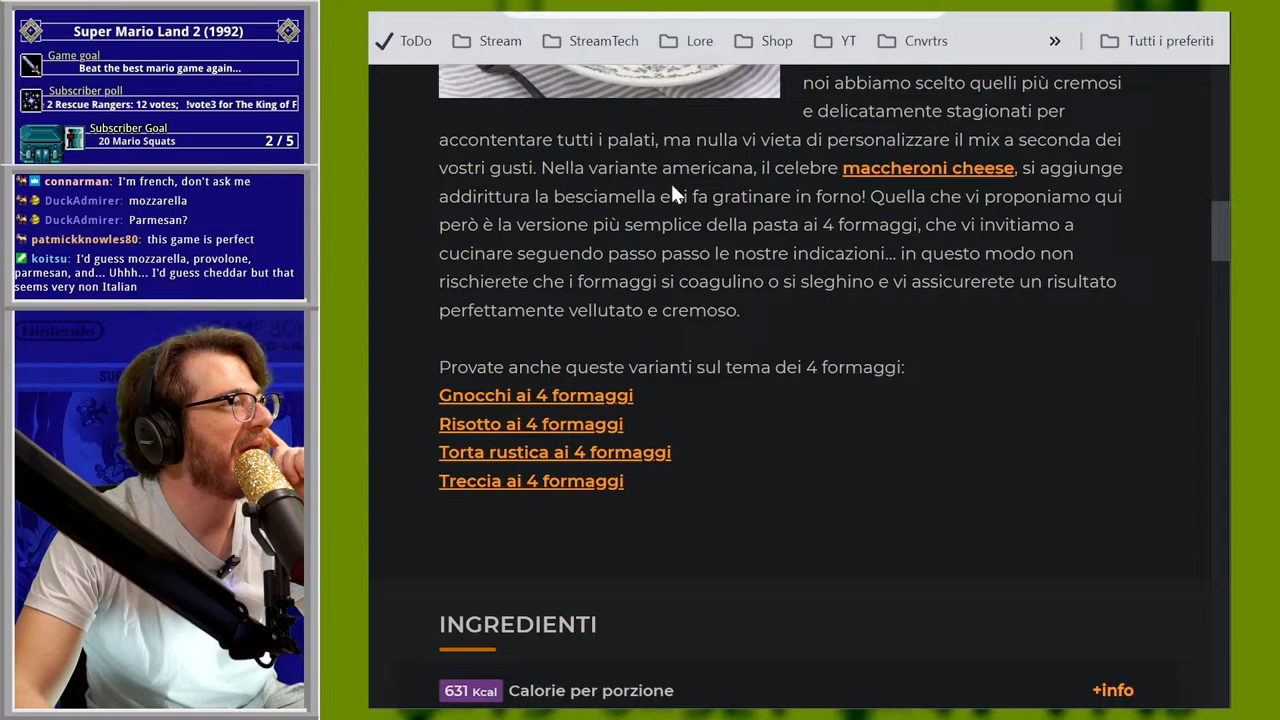 Super Mario Land 2 (1992)
Game goal
Beat the best mario game again...
Subscriber poll
2 Rescue Rangers: 12 votes; !vote3 for The King of F
Subscriber Goal
20 Mario Squats
2 / 5
connarman: I'm french, don't ask me
DuckAdmirer: mozzarella
DuckAdmirer: Parmesan?
patmickknowles80: this game is perfect
koitsu: I'd guess mozzarella, provolone,
parmesan, and... Uhhh... I'd guess cheddar but that
seems very non Italian
Nintendo
ToDo
Stream
StreamTech
Lore
Shop
YT
Cnvrtrs
»
Tutti i preferiti
noi abbiamo scelto quelli più cremosi
e delicatamente stagionati per
accontentare tutti i palati, ma nulla vi vieta di personalizzare il mix a seconda dei
vostri gusti. Nella variante americana, il celebre maccheroni cheese, si aggiunge
addirittura la besciamella e si fa gratinare in forno! Quella che vi proponiamo qui
però è la versione più semplice della pasta ai 4 formaggi, che vi invitiamo a
cucinare seguendo passo passo le nostre indicazioni... in questo modo non
rischierete che i formaggi si coagulino o si sleghino e vi assicurerete un risultato
perfettamente vellutato e cremoso.
Provate anche queste varianti sul tema dei 4 formaggi:
Gnocchi ai 4 formaggi
Risotto ai 4 formaggi
Torta rustica ai 4 formaggi
Treccia ai 4 formaggi
INGREDIENTI
631 Kcal Calorie per porzione
+info